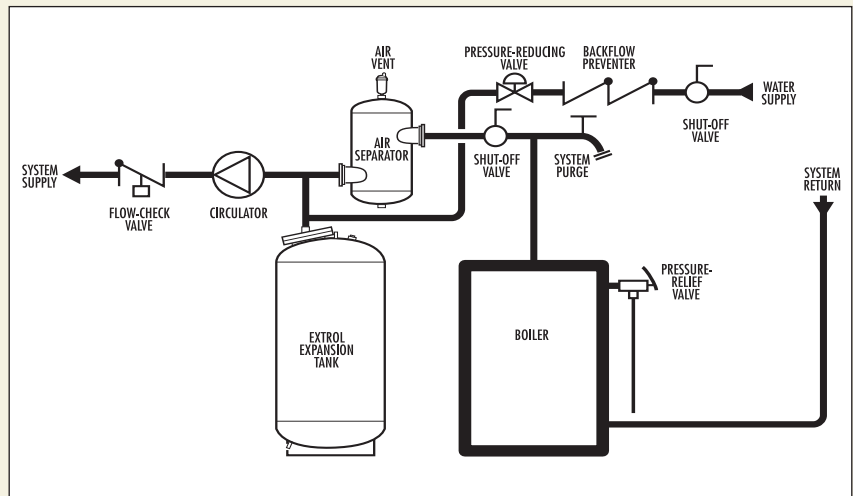 AIR
VENT
PRESSURE-REDUCING
VALVE
BACKFLOW
PREVENTER
WATER
SUPPLY
SHUT-OFF
VALVE
AIR
SEPARATOR
SHUT-OFF
VALVE
SYSTEM
PURGE
SYSTEM
SUPPLY
FLOW-CHECK
VALVE
CIRCULATOR
SYSTEM
RETURN
PRESSURE-
RELIEF
VALVE
EXTROL
EXPANSION
TANK
BOILER